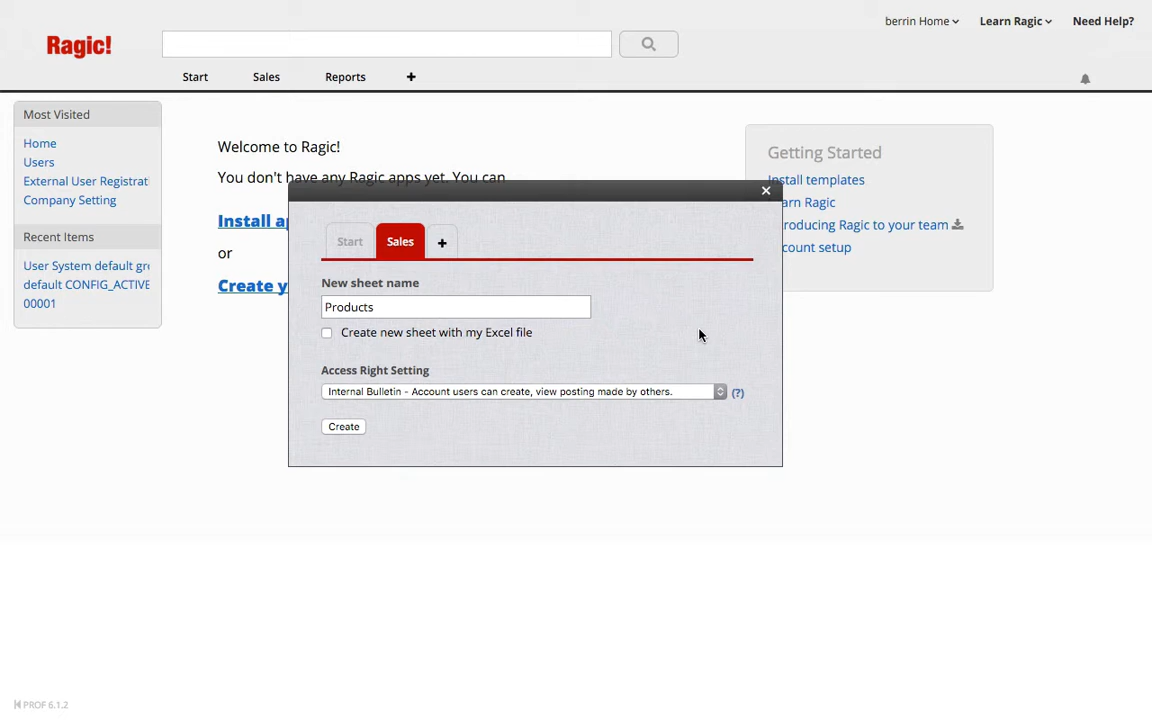 berrin Home
Learn Ragic
Need Help?
Ragic!
Start
Sales
Reports
+
Most Visited
Home
Users
External User Registrati
Company Setting
Recent Items
User System default gr
default CONFIG_ACTIVE
00001
Welcome to Ragic!
You don't have any Ragic apps yet. You can
Install a
or
Create y
Getting Started
Install templates
earn Ragic
roducing Ragic to your team
count setup
Start
Sales
+
New sheet name
Products
Create new sheet with my Excel file
Access Right Setting
Internal Bulletin - Account users can create, view posting made by others.
(?)
Create
PROF 6.1.2